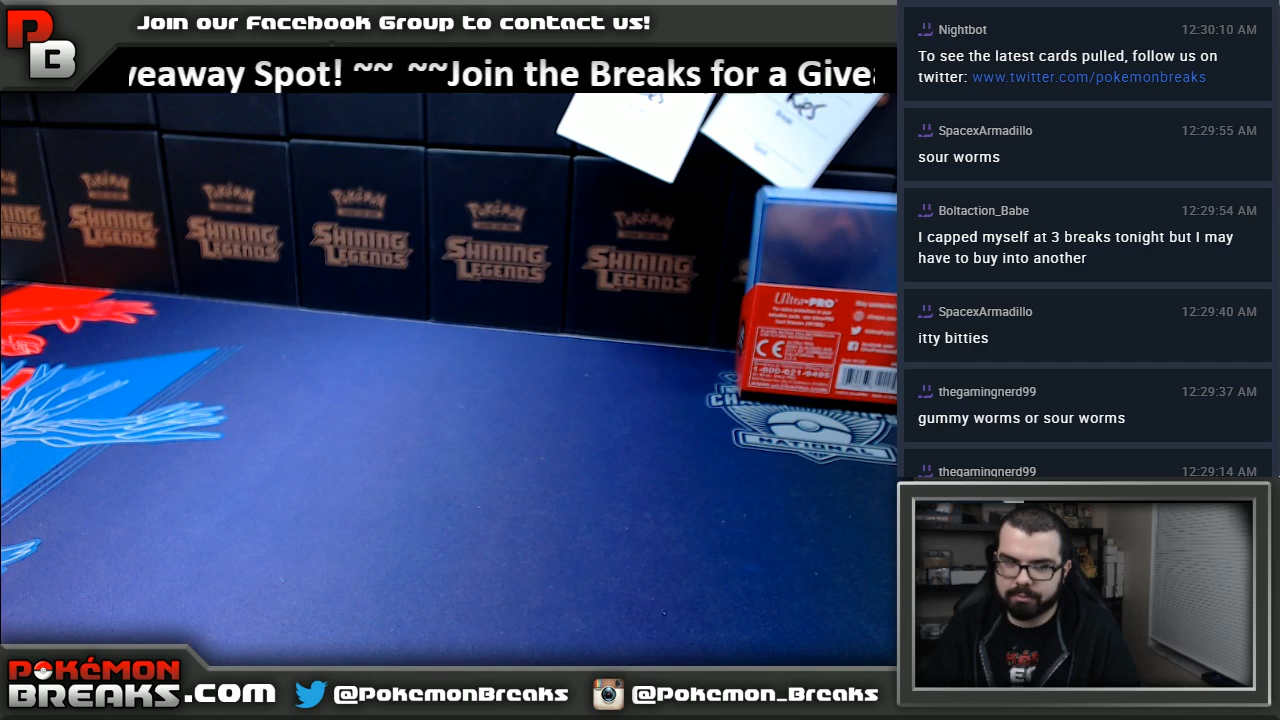 Join our Facebook Group to contact us!
PB
veaway Spot! ~~ ~~Join the Breaks for a Give
Pokémon
SHINING
LEGENDS
Pokémon
SHINING
LEGENDS
Pokémon
SHINING
LEGENDS
Pokémon
SHINING
LEGENDS
Pokémon
SHINING
LEGENDS
Ultra PRO
CE
1-800-621-9495
NATIONAL
POKéMON
BREAKS.com
@PokemonBreaks
@Pokemon_Breaks
Nightbot 12:30:10 AM
To see the latest cards pulled, follow us on
twitter: www.twitter.com/pokemonbreaks
SpacexArmadillo 12:29:55 AM
sour worms
Boltaction_Babe 12:29:54 AM
I capped myself at 3 breaks tonight but I may
have to buy into another
SpacexArmadillo 12:29:40 AM
itty bitties
thegamingnerd99 12:29:37 AM
gummy worms or sour worms
thegamingnerd99 12:29:14 AM